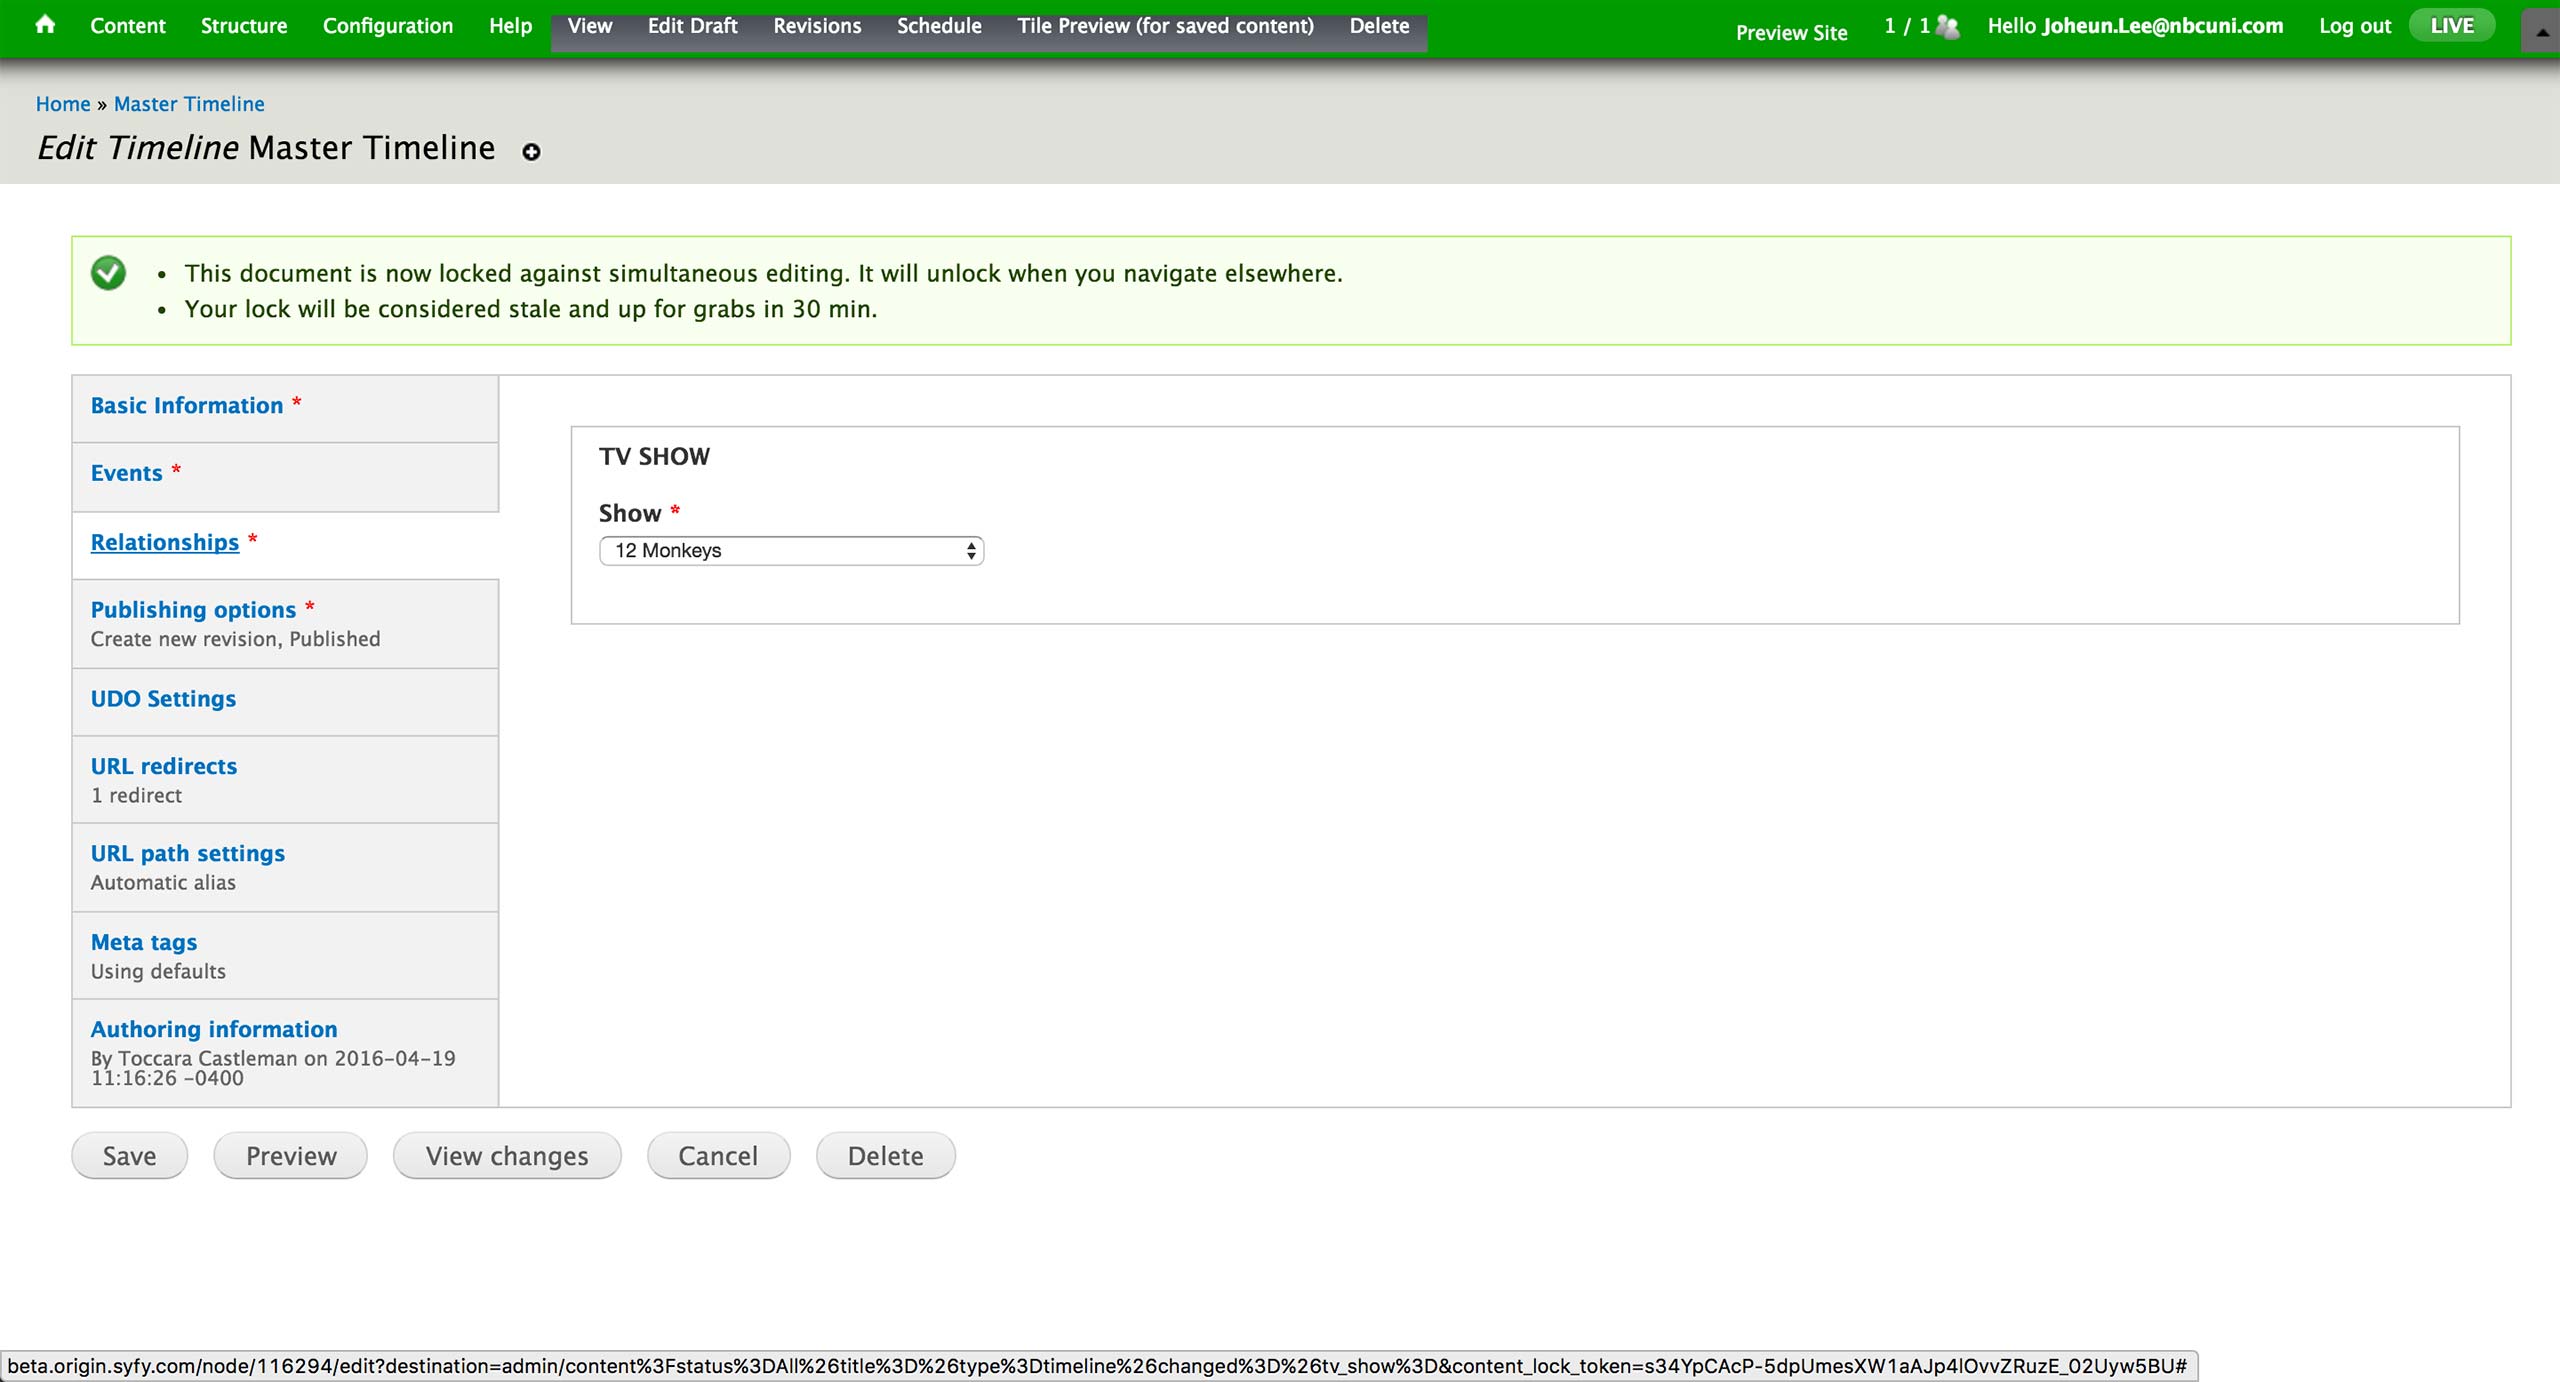 Content Structure Configuration Help View Edit Draft Revisions Schedule Tile Preview (for saved content) Delete Preview Site 1 / 1 Hello Joheun.Lee@nbcuni.com Log out LIVE
Home » Master Timeline
Edit Timeline Master Timeline
• This document is now locked against simultaneous editing. It will unlock when you navigate elsewhere.
• Your lock will be considered stale and up for grabs in 30 min.
Basic Information *
Events *
Relationships *
Publishing options *
Create new revision, Published
UDO Settings
URL redirects
1 redirect
URL path settings
Automatic alias
Meta tags
Using defaults
Authoring information
By Toccara Castleman on 2016-04-19
11:16:26 -0400
TV SHOW
Show *
12 Monkeys
Save Preview View changes Cancel Delete
beta.origin.syfy.com/node/116294/edit?destination=admin/content%3Fstatus%3DAll%26title%3D%26type%3Dtimeline%26changed%3D%26tv_show%3D&content_lock_token=s34YpCAcP-5dpUmesXW1aAJp4lOvvZRuzE_02Uyw5BU#